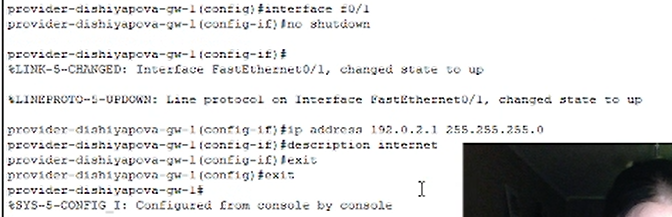 provider-dishiyapova-gw-1(config)#interface f0/1
provider-dishiyapova-gw-1(config-if)#no shutdown
provider-dishiyapova-gw-1(config-if)#
%LINK-5-CHANGED: Interface FastEthernet0/1, changed state to up
%LINEPROTO-5-UPDOWN: Line protocol on Interface FastEthernet0/1, changed state to up
provider-dishiyapova-gw-1(config-if)#ip address 192.0.2.1 255.255.255.0
provider-dishiyapova-gw-1(config-if)#description internet
provider-dishiyapova-gw-1(config-if)#exit
provider-dishiyapova-gw-1(config)#exit
provider-dishiyapova-gw-1#
%SYS-5-CONFIG_I: Configured from console by console